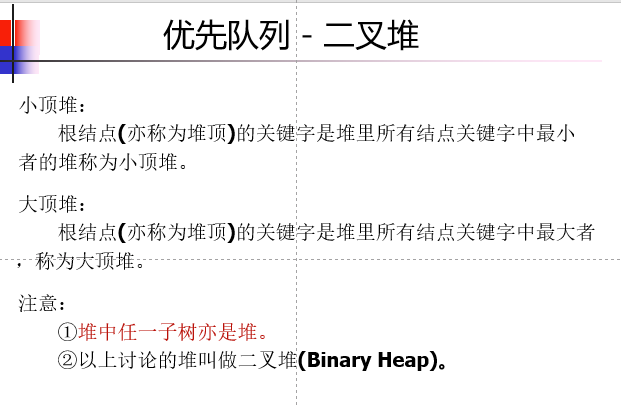 优先队列 - 二叉堆
小顶堆：
根结点(亦称为堆顶)的关键字是堆里所有结点关键字中最小
者的堆称为小顶堆。
大顶堆：
根结点(亦称为堆顶)的关键字是堆里所有结点关键字中最大者
，称为大顶堆。
注意：
①堆中任一子树亦是堆。
②以上讨论的堆叫做二叉堆(Binary Heap)。